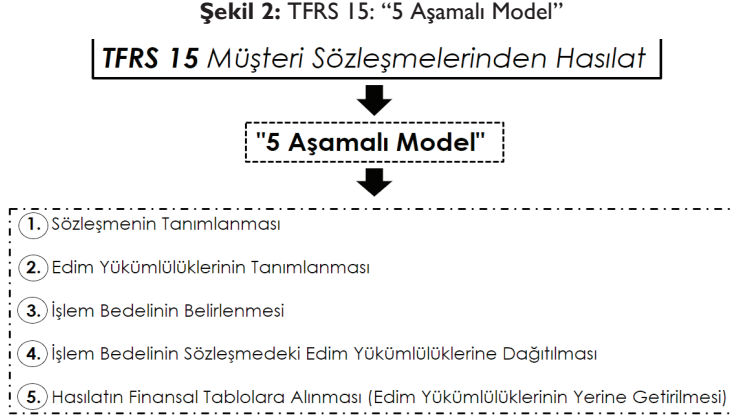 Şekil 2: TFRS 15: “5 Aşamalı Model”
TFRS 15 Müşteri Sözleşmelerinden Hasılat
"5 Aşamalı Model"
1. Sözleşmenin Tanımlanması
2. Edim Yükümlülüklerinin Tanımlanması
3. İşlem Bedelinin Belirlenmesi
4. İşlem Bedelinin Sözleşmedeki Edim Yükümlülüklerine Dağıtılması
5. Hasılatın Finansal Tablolara Alınması (Edim Yükümlülüklerinin Yerine Getirilmesi)